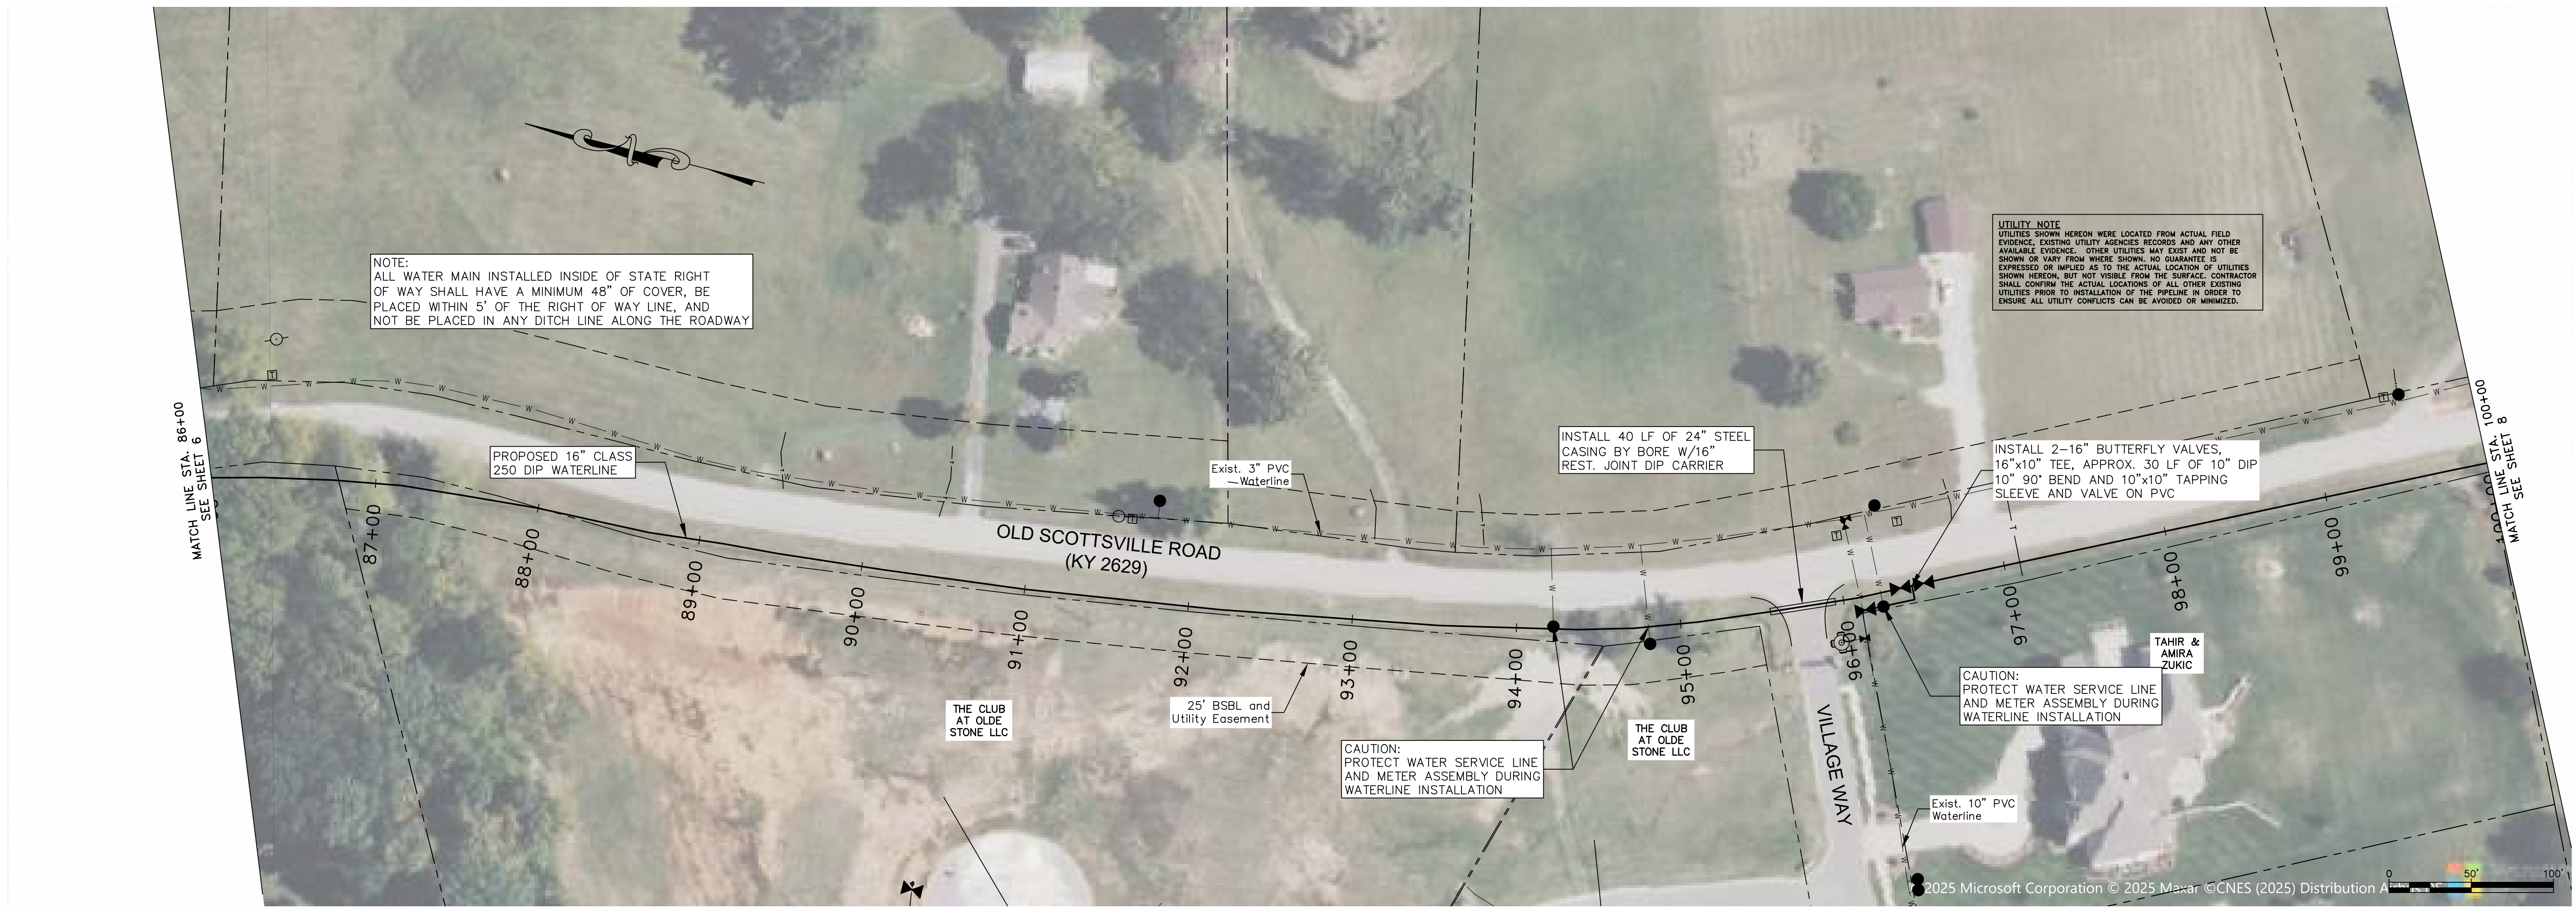 NOTE:
ALL WATER MAIN INSTALLED INSIDE OF STATE RIGHT
OF WAY SHALL HAVE A MINIMUM 48" OF COVER, BE
PLACED WITHIN 5' OF THE RIGHT OF WAY LINE, AND
NOT BE PLACED IN ANY DITCH LINE ALONG THE ROADWAY
UTILITY NOTE
UTILITIES SHOWN HEREON WERE LOCATED FROM ACTUAL FIELD
EVIDENCE, EXISTING UTILITY AGENCIES RECORDS AND ANY OTHER
AVAILABLE EVIDENCE. OTHER UTILITIES MAY EXIST AND NOT BE
SHOWN OR VARY FROM WHERE SHOWN. NO GUARANTEE IS
EXPRESSED OR IMPLIED AS TO THE ACTUAL LOCATION OF UTILITIES
SHOWN HEREON, BUT NOT VISIBLE FROM THE SURFACE. CONTRACTOR
SHALL CONFIRM THE ACTUAL LOCATIONS OF ALL OTHER EXISTING
UTILITIES PRIOR TO INSTALLATION OF THE PIPELINE IN ORDER TO
ENSURE ALL UTILITY CONFLICTS CAN BE AVOIDED OR MINIMIZED.
MATCH LINE STA. 86+00
SEE SHEET 6
PROPOSED 16" CLASS
250 DIP WATERLINE
Exist. 3" PVC
Waterline
INSTALL 40 LF OF 24" STEEL
CASING BY BORE W/16"
REST. JOINT DIP CARRIER
INSTALL 2-16" BUTTERFLY VALVES,
16"x10" TEE, APPROX. 30 LF OF 10" DIP
10" 90° BEND AND 10"x10" TAPPING
SLEEVE AND VALVE ON PVC
MATCH LINE STA. 100+00
SEE SHEET 8
OLD SCOTTSVILLE ROAD
(KY 2629)
87+00
88+00
89+00
90+00
91+00
92+00
93+00
94+00
95+00
96+00
97+00
98+00
99+00
THE CLUB
AT OLDE
STONE LLC
25' BSBL and
Utility Easement
CAUTION:
PROTECT WATER SERVICE LINE
AND METER ASSEMBLY DURING
WATERLINE INSTALLATION
THE CLUB
AT OLDE
STONE LLC
VILLAGE WAY
TAHIR &
AMIRA
ZUKIC
CAUTION:
PROTECT WATER SERVICE LINE
AND METER ASSEMBLY DURING
WATERLINE INSTALLATION
Exist. 10" PVC
Waterline
0 50' 100'
2025 Microsoft Corporation © 2025 Maxar ©CNES (2025) Distribution